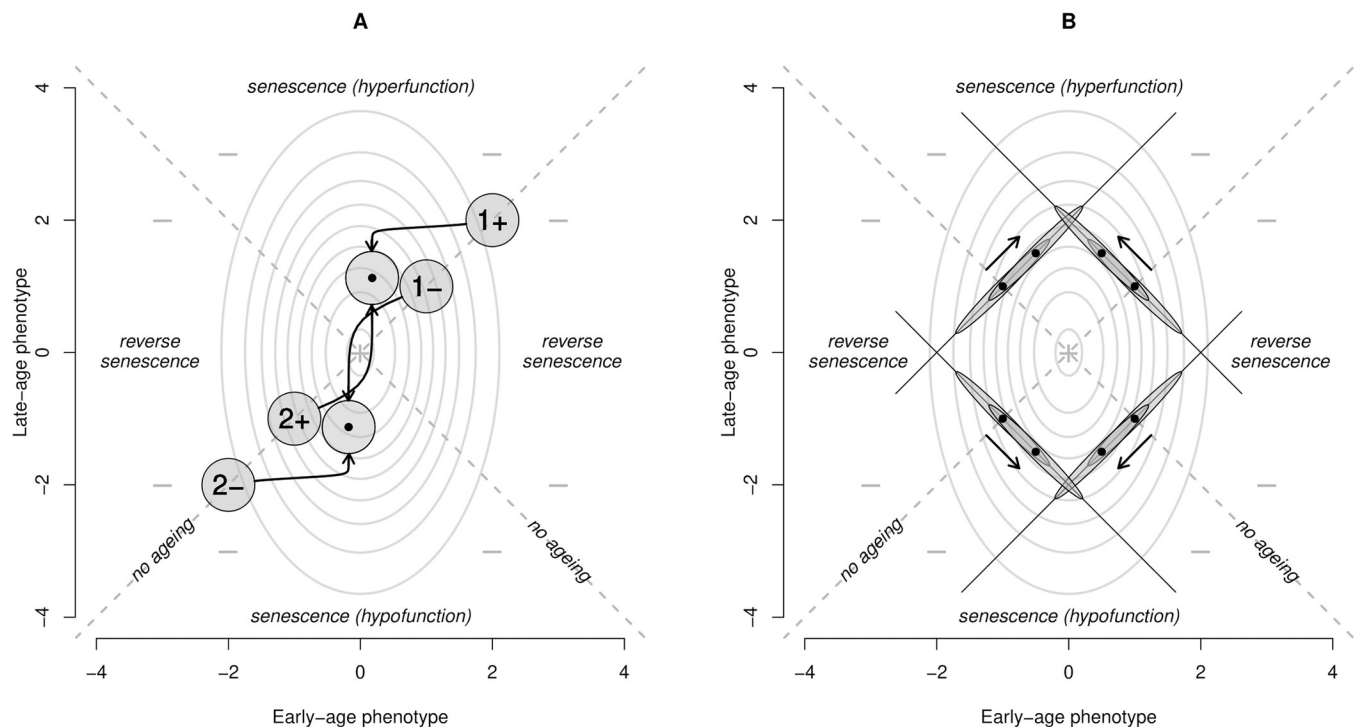 A
senescence (hyperfunction)
4
2
0
−2
−4
Late−age phenotype
reverse
senescence
reverse
senescence
1+
1−
2+
2−
no ageing
no ageing
senescence (hypofunction)
−4
−2
0
2
4
Early−age phenotype
B
senescence (hyperfunction)
4
2
0
−2
−4
Late−age phenotype
reverse
senescence
reverse
senescence
no ageing
no ageing
senescence (hypofunction)
−4
−2
0
2
4
Early−age phenotype